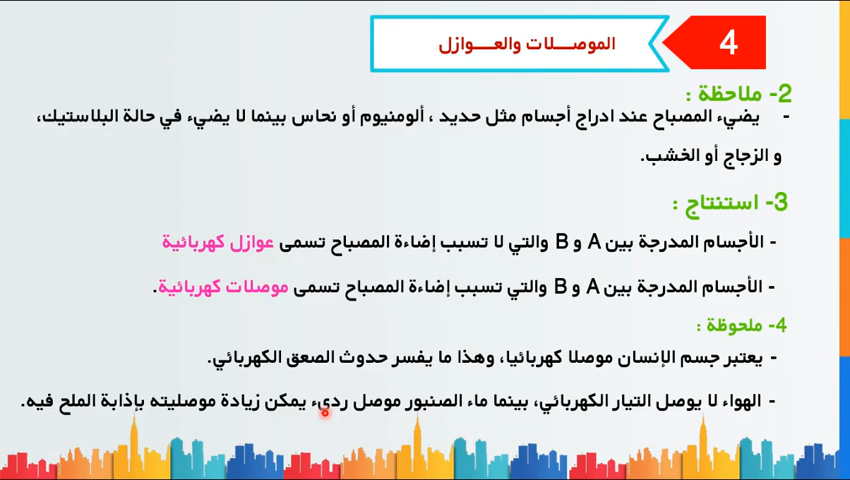 4
الموصــــلات والعــــوازل
2- ملاحظة :
- يضيء المصباح عند ادراج أجسام مثل حديد ، ألومنيوم أو نحاس بينما لا يضيء في حالة البلاستيك،
و الزجاج أو الخشب.
3- استنتاج :
- الأجسام المدرجة بين A و B والتي لا تسبب إضاءة المصباح تسمى عوازل كهربائية
- الأجسام المدرجة بين A و B والتي تسبب إضاءة المصباح تسمى موصلات كهربائية.
4- ملحوظة :
- يعتبر جسم الإنسان موصلا كهربائيا، وهذا ما يفسر حدوث الصعق الكهربائي.
- الهواء لا يوصل التيار الكهربائي، بينما ماء الصنبور موصل رديء يمكن زيادة موصليته بإذابة الملح فيه.